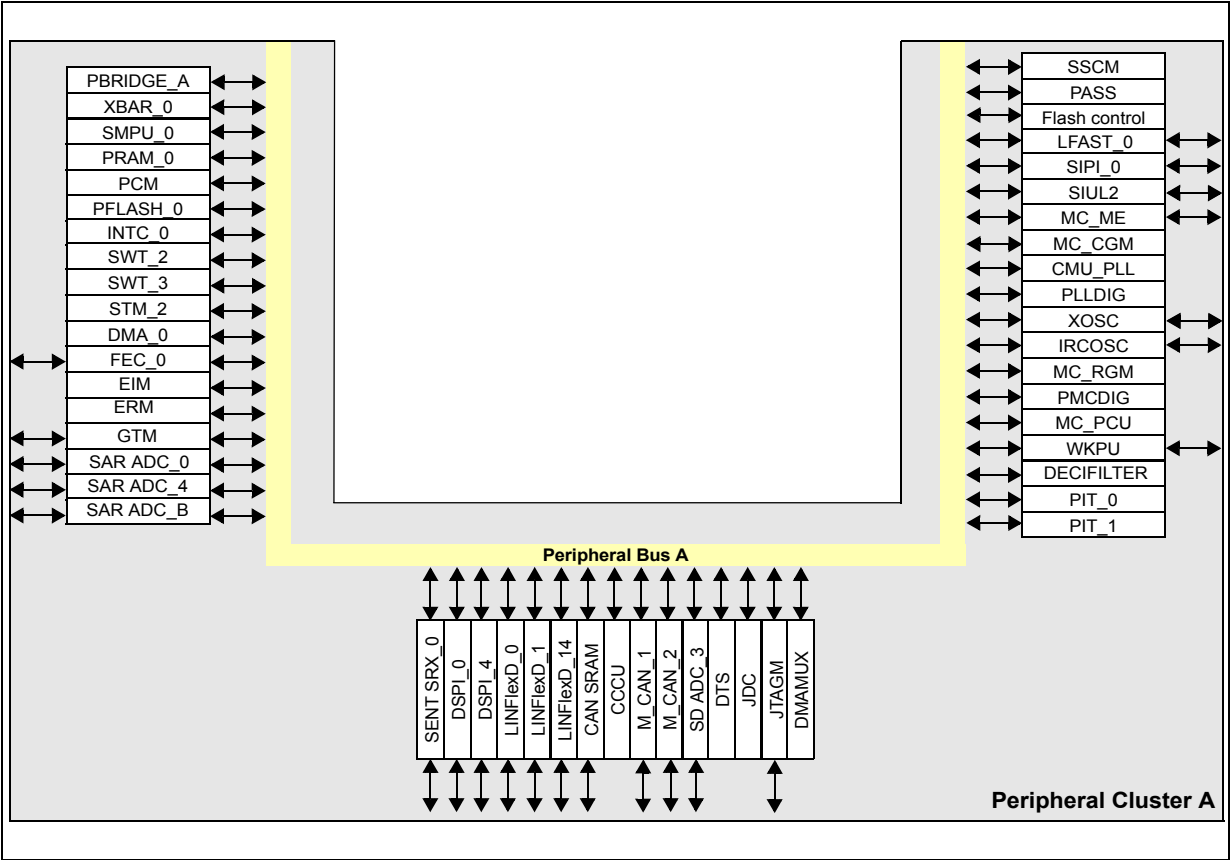 PBRIDGE_A
XBAR_0
SMPU_0
PRAM_0
PCM
PFLASH_0
INTC_0
SWT_2
SWT_3
STM_2
DMA_0
FEC_0
EIM
ERM
GTM
SAR ADC_0
SAR ADC_4
SAR ADC_B
SSCM
PASS
Flash control
LFAST_0
SIPI_0
SIUL2
MC_ME
MC_CGM
CMU_PLL
PLLDIG
XOSC
IRCOSC
MC_RGM
PMCDIG
MC_PCU
WKPU
DECIFILTER
PIT_0
PIT_1
Peripheral Bus A
SENT SRX_0
DSPI_0
DSPI_4
LINFlexD_0
LINFlexD_1
LINFlexD_14
CAN SRAM
CCCU
M_CAN_1
M_CAN_2
SD ADC_3
DTS
JDC
JTAGM
DMAMUX
Peripheral Cluster A